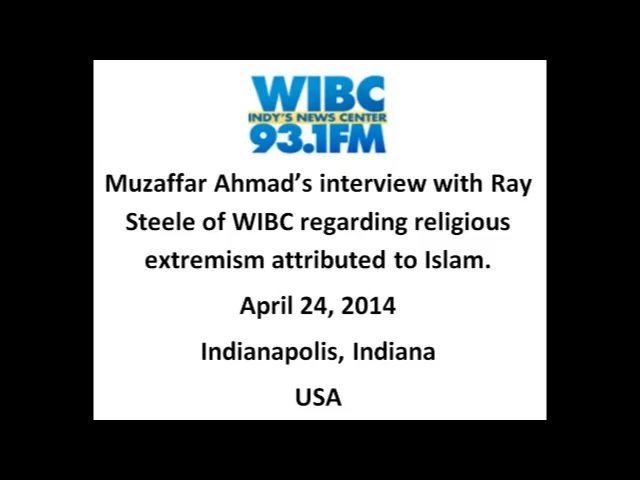 WIBC
INDY'S NEWS CENTER
93.1FM
Muzaffar Ahmad’s interview with Ray
Steele of WIBC regarding religious
extremism attributed to Islam.
April 24, 2014
Indianapolis, Indiana
USA